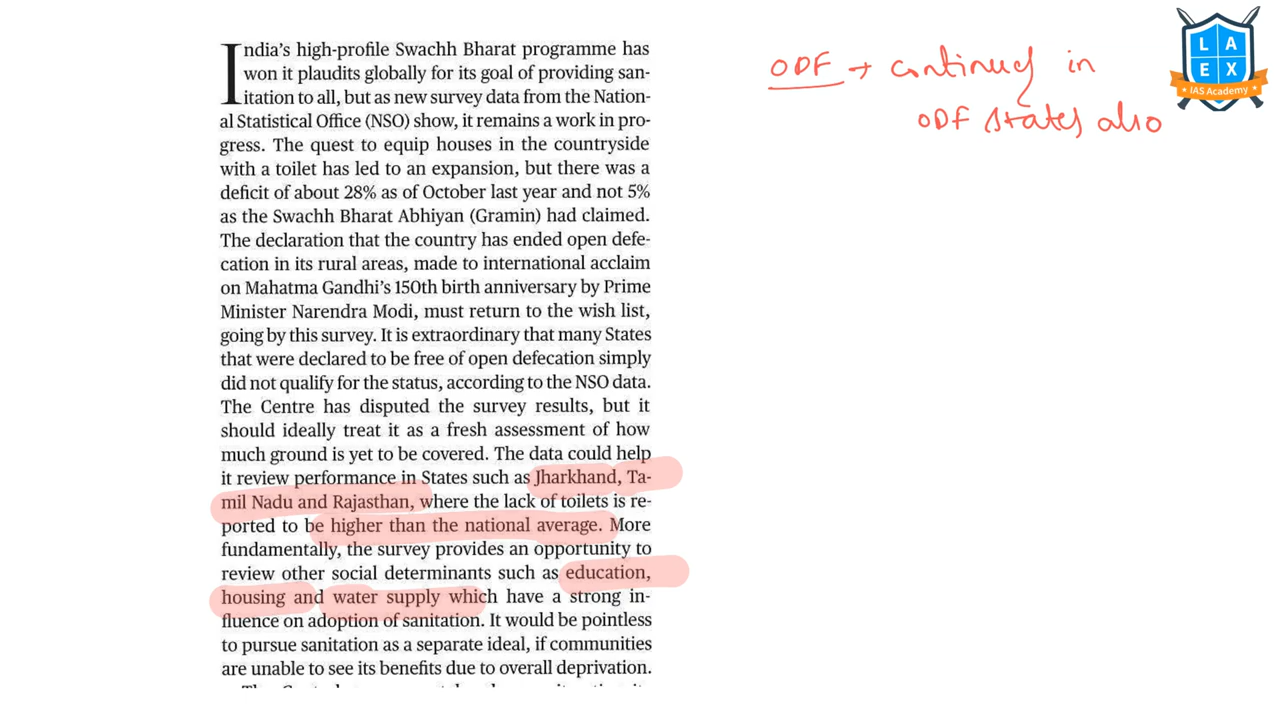 India's high-profile Swachh Bharat programme has
won it plaudits globally for its goal of providing san-
itation to all, but as new survey data from the Nation-
al Statistical Office (NSO) show, it remains a work in pro-
gress. The quest to equip houses in the countryside
with a toilet has led to an expansion, but there was a
deficit of about 28% as of October last year and not 5%
as the Swachh Bharat Abhiyan (Gramin) had claimed.
The declaration that the country has ended open defe-
cation in its rural areas, made to international acclaim
on Mahatma Gandhi's 150th birth anniversary by Prime
Minister Narendra Modi, must return to the wish list,
going by this survey. It is extraordinary that many States
that were declared to be free of open defecation simply
did not qualify for the status, according to the NSO data.
The Centre has disputed the survey results, but it
should ideally treat it as a fresh assessment of how
much ground is yet to be covered. The data could help
it review performance in States such as Jharkhand, Ta-
mil Nadu and Rajasthan, where the lack of toilets is re-
ported to be higher than the national average. More
fundamentally, the survey provides an opportunity to
review other social determinants such as education,
housing and water supply which have a strong in-
fluence on adoption of sanitation. It would be pointless
to pursue sanitation as a separate ideal, if communities
are unable to see its benefits due to overall deprivation.
ODF → continued in
ODF states also
L A
E X
IAS Academy